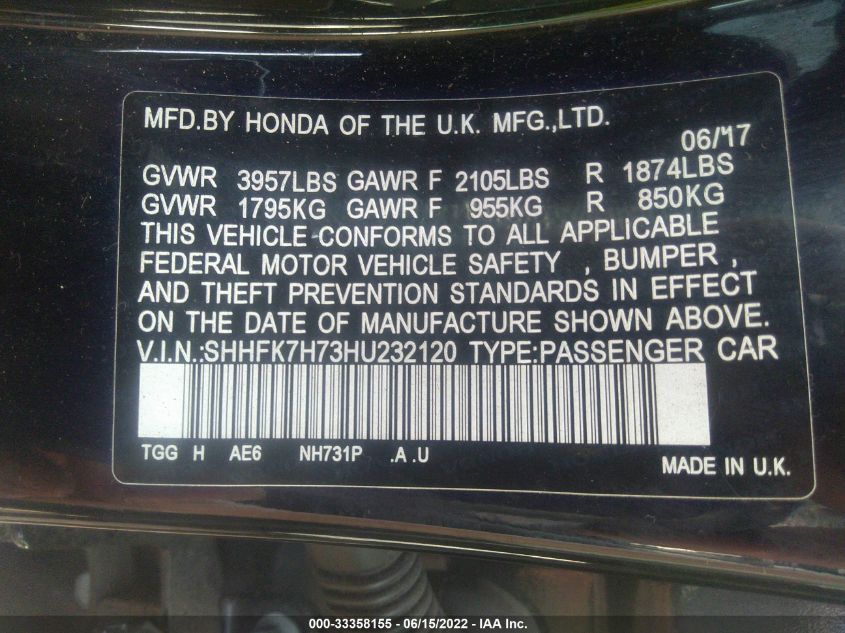 MFD.BY HONDA OF THE U.K. MFG.,LTD.
06/17
GVWR 3957LBS GAWR F 2105LBS R 1874LBS
GVWR 1795KG GAWR F 955KG R 850KG
THIS VEHICLE CONFORMS TO ALL APPLICABLE
FEDERAL MOTOR VEHICLE SAFETY , BUMPER ,
AND THEFT PREVENTION STANDARDS IN EFFECT
ON THE DATE OF MANUFACTURE SHOWN ABOVE.
V.I.N.:SHHFK7H73HU232120 TYPE:PASSENGER CAR
TGG H AE6 NH731P .A .U
MADE IN U.K.
000-33358155 - 06/15/2022 - IAA Inc.